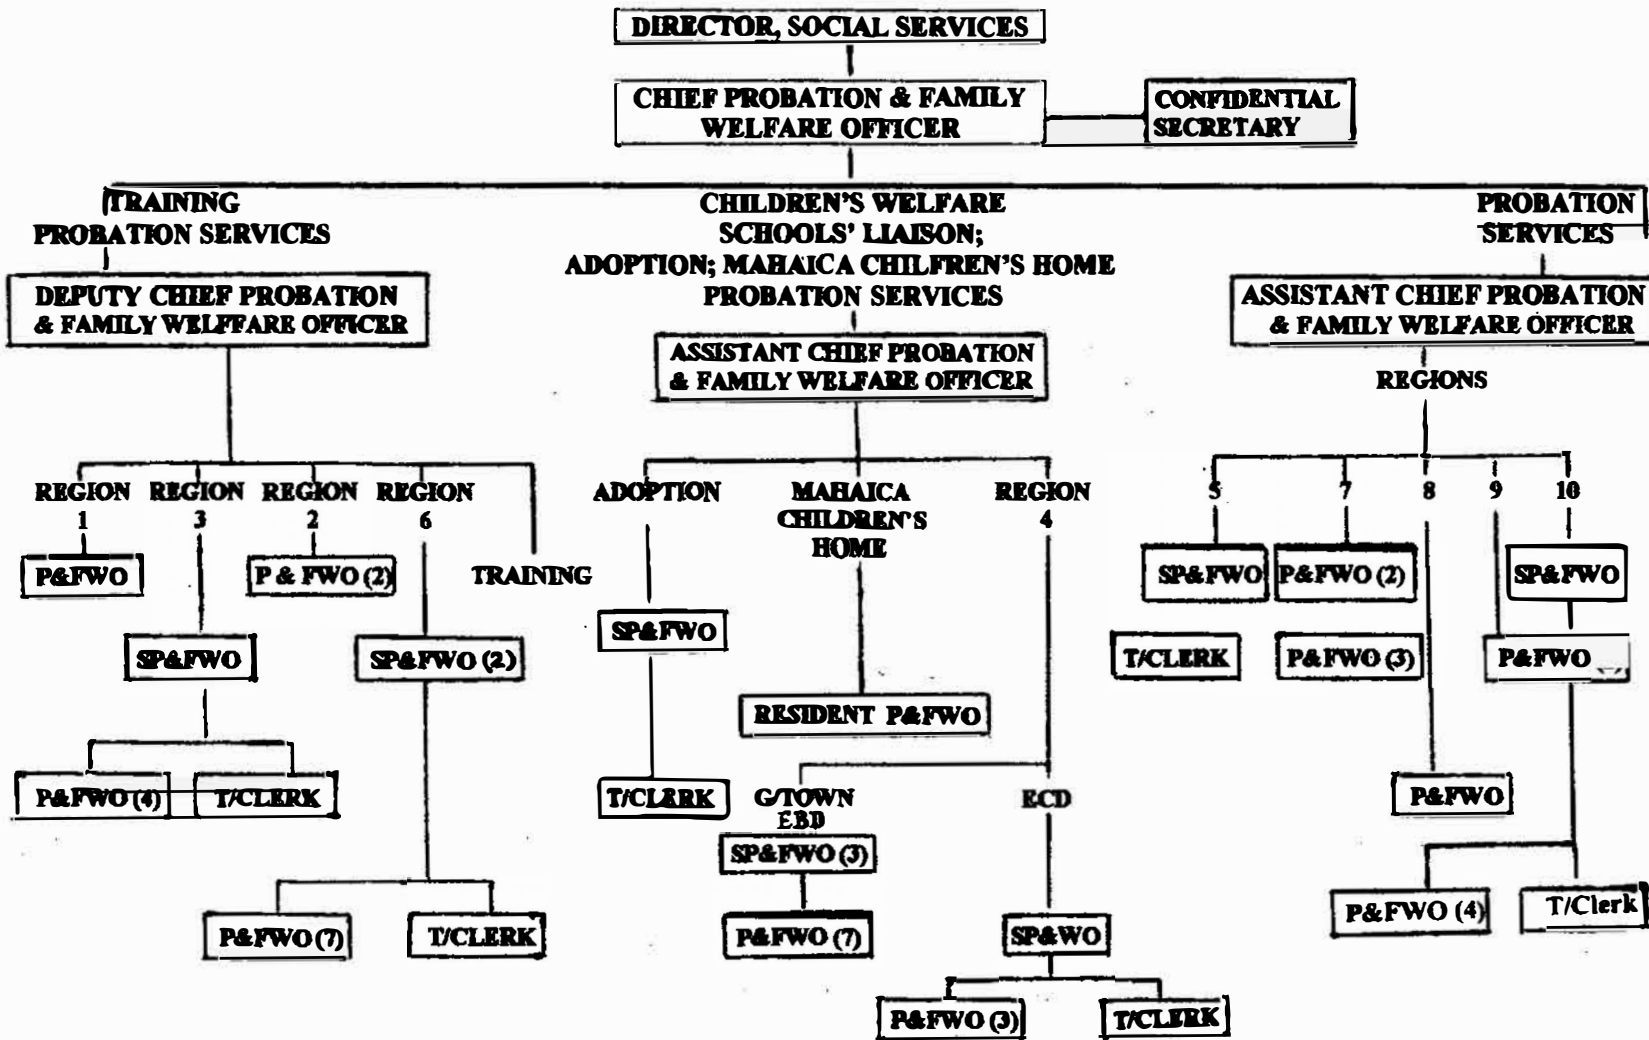 DIRECTOR, SOCIAL SERVICES
CHIEF PROBATION & FAMILY
WELFARE OFFICER
CONFIDENTIAL
SECRETARY
TRAINING
PROBATION SERVICES
CHILDREN'S WELFARE
SCHOOLS' LIAISON;
ADOPTION; MAHAICA CHILFREN'S HOME
PROBATION SERVICES
PROBATION
SERVICES
DEPUTY CHIEF PROBATION
& FAMILY WELFFARE OFFICER
ASSISTANT CHIEF PROBATION
& FAMILY WELFARE OFFICER
ASSISTANT CHIEF PROBATION
& FAMILY WELFARE OFFICER
REGIONS
REGION
1
REGION
3
REGION
2
REGION
6
TRAINING
ADOPTION
MAHAICA
CHILDREN'S
HOME
REGION
4
5
7
8
9
10
P&FWO
P & FWO (2)
SP&FWO
SP&FWO (2)
P&FWO (4)
T/CLERK
P&FWO (7)
T/CLERK
SP&FWO
T/CLERK
RESIDENT P&FWO
G/TOWN
EBD
SP&FWO (3)
P&FWO (7)
ECD
SP&WO
P&FWO (3)
T/CLERK
SP&FWO
P&FWO (2)
SP&FWO
T/CLERK
P&FWO (3)
P&FWO
P&FWO
P&FWO (4)
T/Clerk